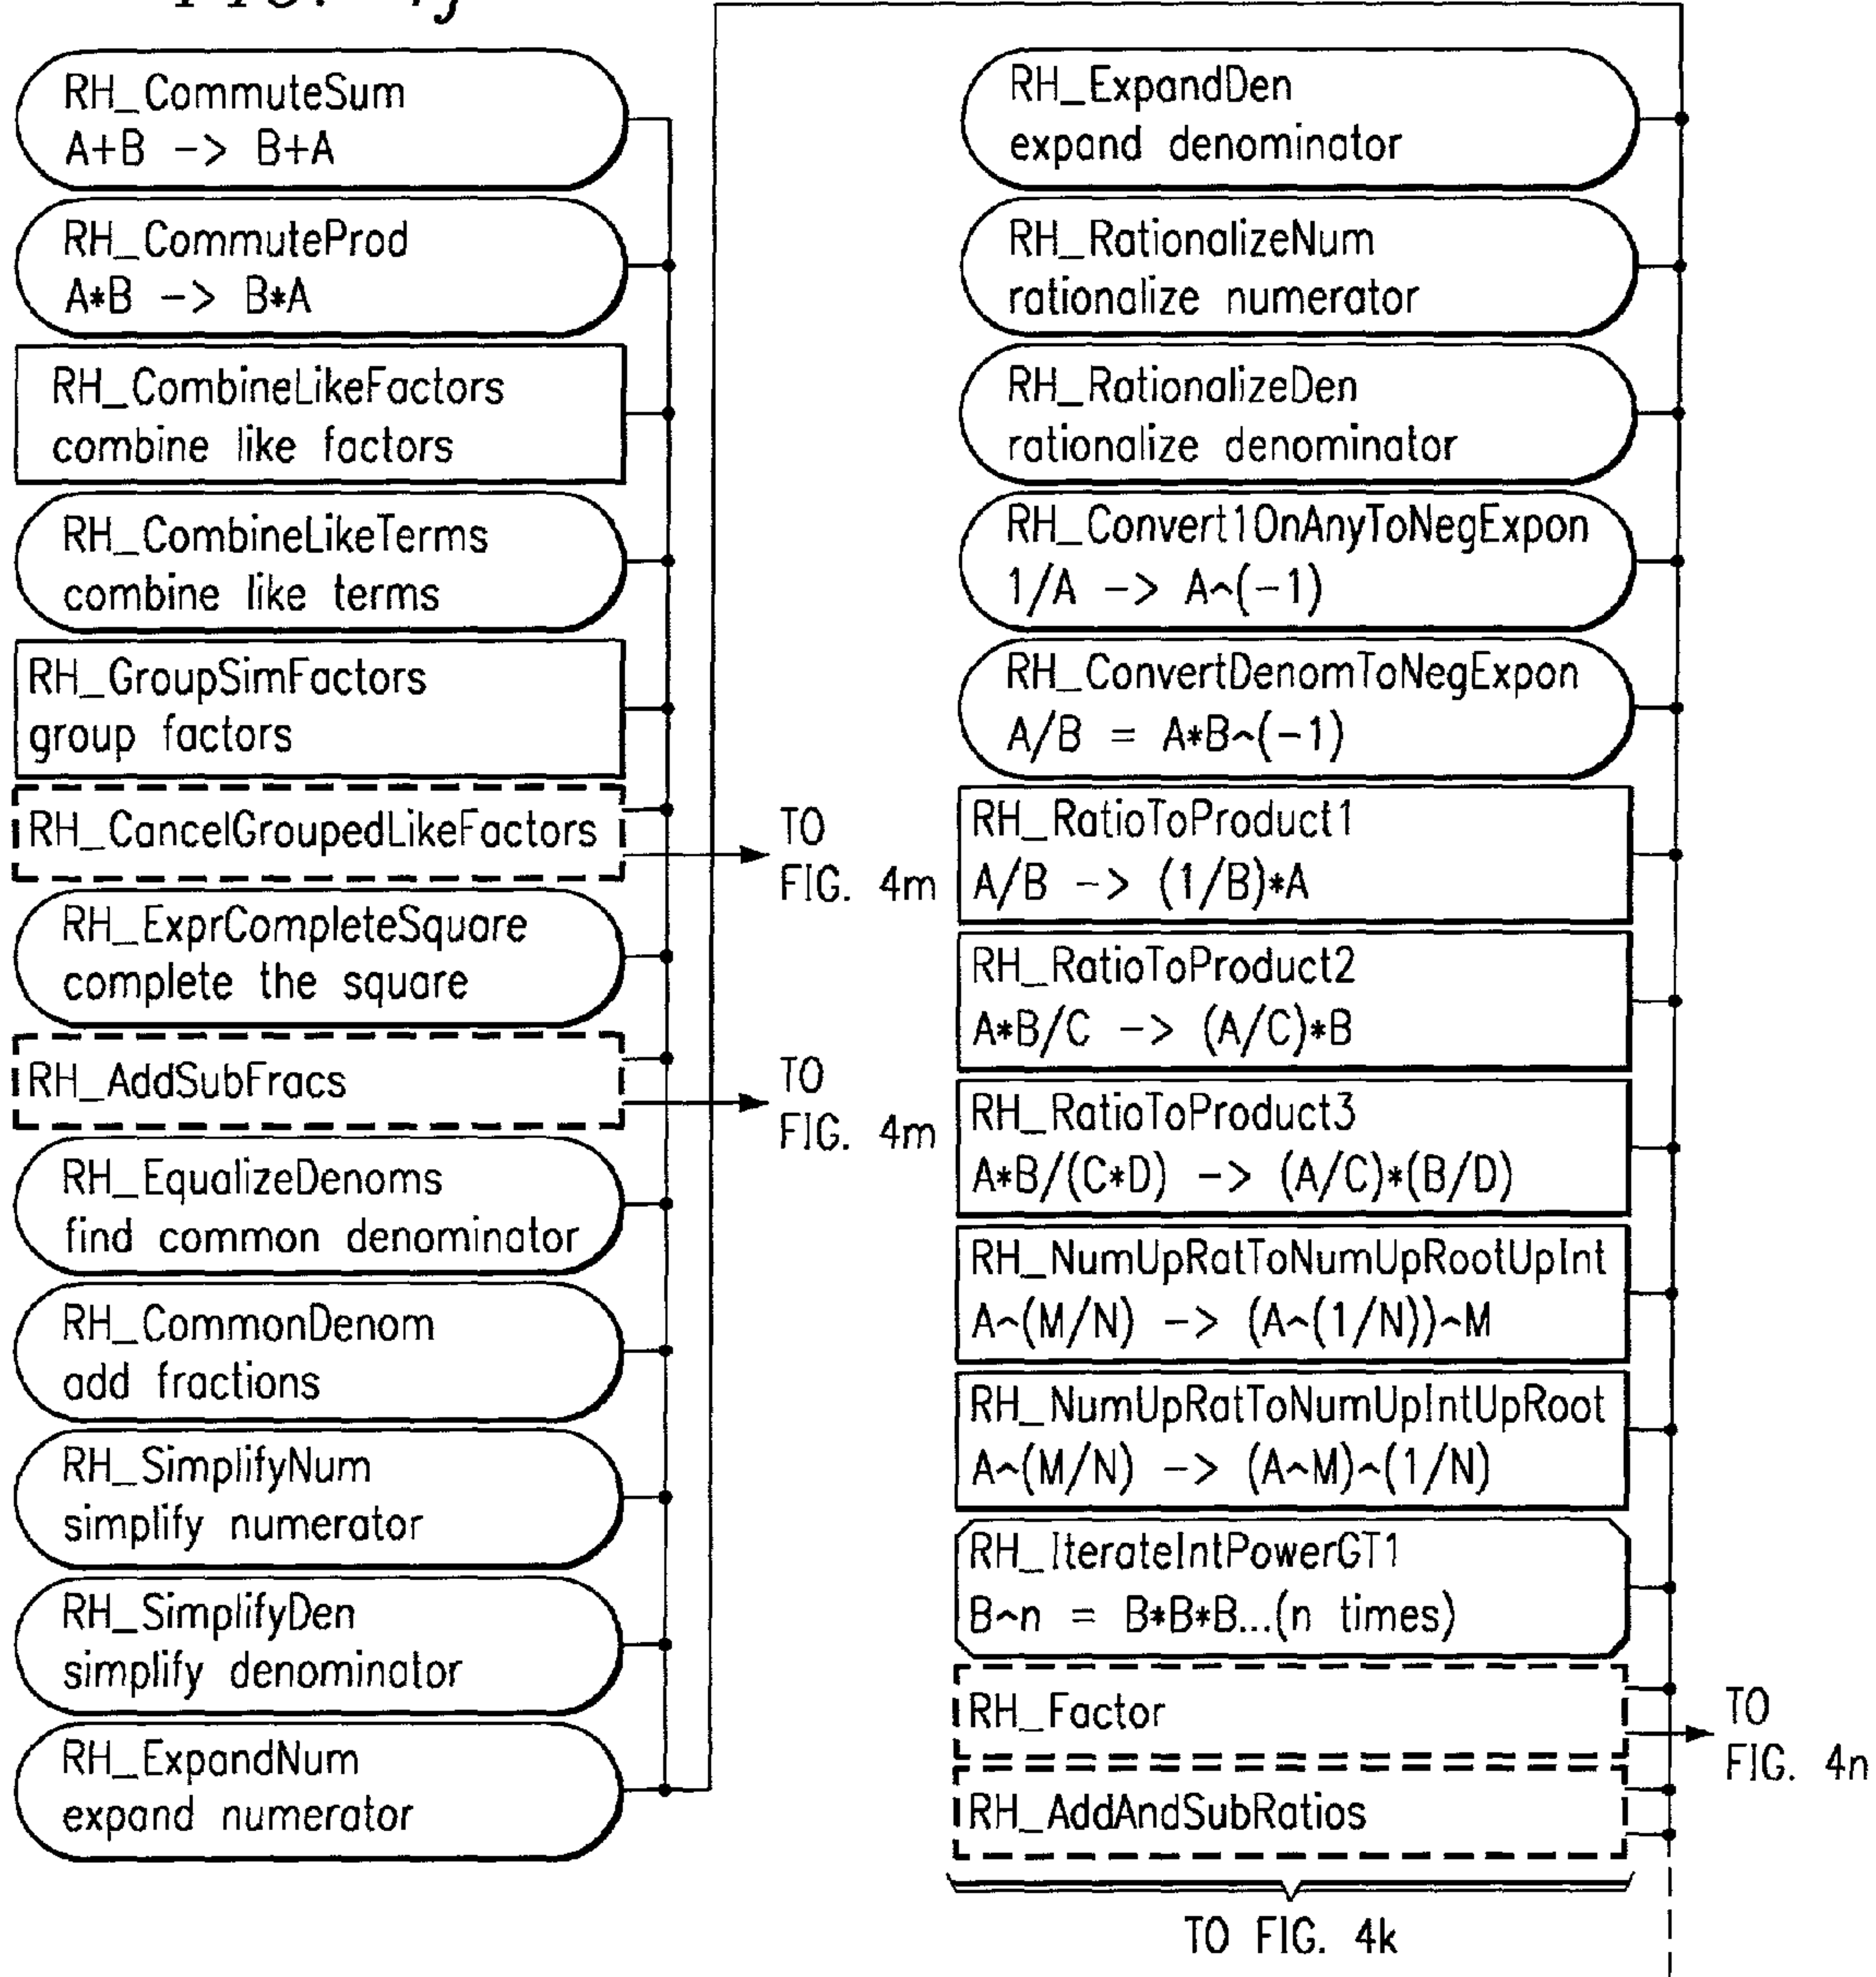 FIG. 4j
RH_CommuteSum
A+B -> B+A
RH_CommuteProd
A*B -> B*A
RH_CombineLikeFactors
combine like factors
RH_CombineLikeTerms
combine like terms
RH_GroupSimFactors
group factors
RH_CancelGroupedLikeFactors
TO
FIG. 4m
RH_ExprCompleteSquare
complete the square
RH_AddSubFracs
TO
FIG. 4m
RH_EqualizeDenoms
find common denominator
RH_CommonDenom
add fractions
RH_SimplifyNum
simplify numerator
RH_SimplifyDen
simplify denominator
RH_ExpandNum
expand numerator
RH_ExpandDen
expand denominator
RH_RationalizeNum
rationalize numerator
RH_RationalizeDen
rationalize denominator
RH_Convert1OnAnyToNegExpon
1/A -> A^(-1)
RH_ConvertDenomToNegExpon
A/B = A*B^(-1)
RH_RatioToProduct1
A/B -> (1/B)*A
RH_RatioToProduct2
A*B/C -> (A/C)*B
RH_RatioToProduct3
A*B/(C*D) -> (A/C)*(B/D)
RH_NumUpRatToNumUpRootUpInt
A^(M/N) -> (A^(1/N))^M
RH_NumUpRatToNumUpIntUpRoot
A^(M/N) -> (A^M)^(1/N)
RH_IterateIntPowerGT1
B^n = B*B*B...(n times)
RH_Factor
TO
FIG. 4n
RH_AddAndSubRatios
TO FIG. 4k